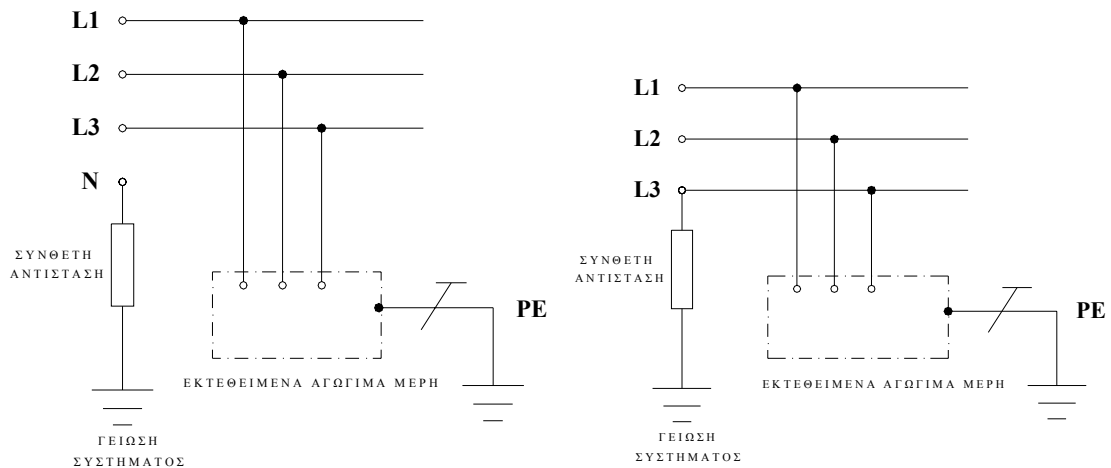 L1
L2
L3
N
ΣΥΝΘΕΤΗ
ΑΝΤΙΣΤΑΣΗ
PE
ΕΚΤΕΘΕΙΜΕΝΑ ΑΓΩΓΙΜΑ ΜΕΡΗ
ΓΕΙΩΣΗ
ΣΥΣΤΗΜΑΤΟΣ
L1
L2
L3
ΣΥΝΘΕΤΗ
ΑΝΤΙΣΤΑΣΗ
PE
ΕΚΤΕΘΕΙΜΕΝΑ ΑΓΩΓΙΜΑ ΜΕΡΗ
ΓΕΙΩΣΗ
ΣΥΣΤΗΜΑΤΟΣ